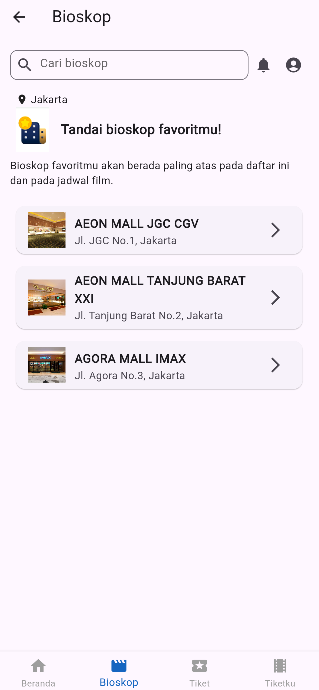 Bioskop
Cari bioskop
Jakarta
Tandai bioskop favoritmu!
Bioskop favoritmu akan berada paling atas pada daftar ini
dan pada jadwal film.
AEON MALL JGC CGV
Jl. JGC No.1, Jakarta
AEON MALL TANJUNG BARAT
XXI
Jl. Tanjung Barat No.2, Jakarta
AGORA MALL IMAX
Jl. Agora No.3, Jakarta
Beranda
Bioskop
Tiket
Tiketku